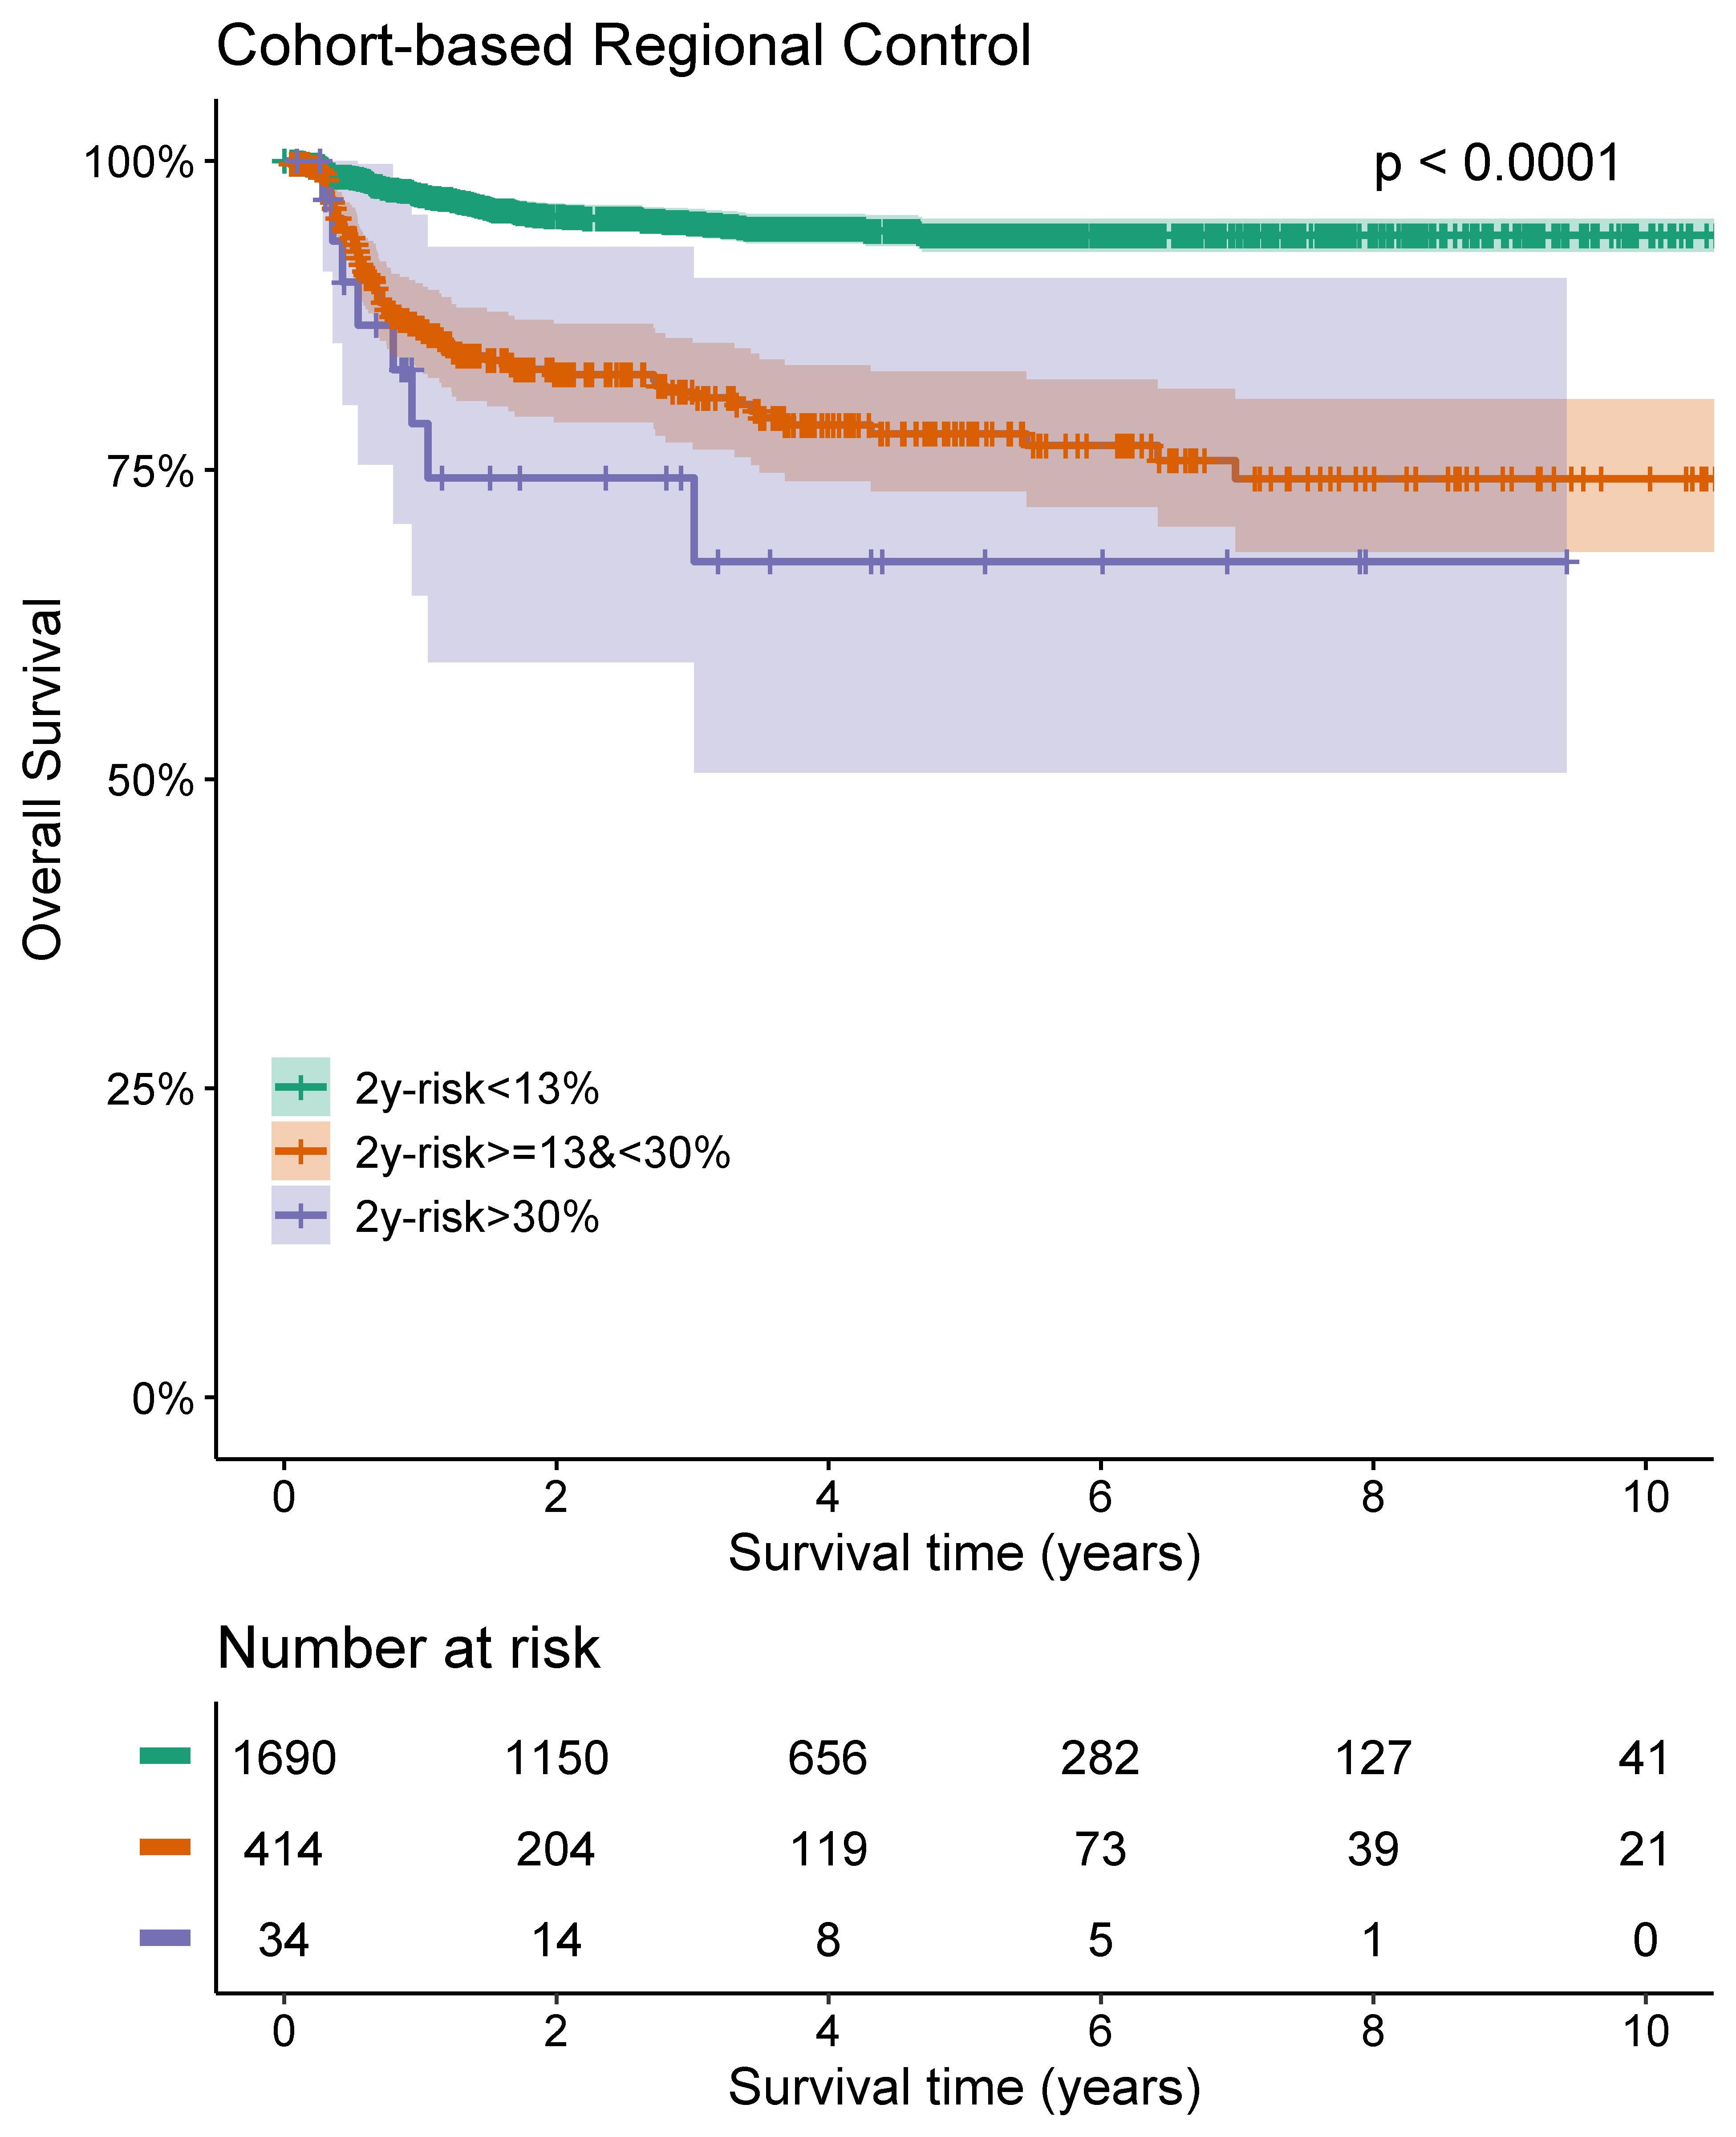 Cohort-based Regional Control
p < 0.0001
100%
75%
50%
25%
0%
Overall Survival
2y-risk<13%
2y-risk>=13&<30%
2y-risk>30%
0 2 4 6 8 10
Survival time (years)
Number at risk
1690 1150 656 282 127 41
414 204 119 73 39 21
34 14 8 5 1 0
0 2 4 6 8 10
Survival time (years)